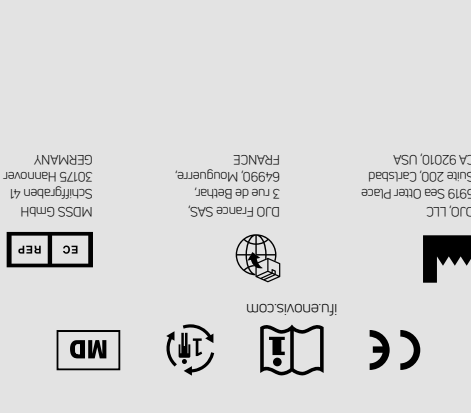 CE i 1 MD
ifu.enovis.com
DJO, LLC
5919 Sea Otter Place
Suite 200, Carlsbad
CA 92010, USA
DJO France SAS,
3 rue de Bethar,
64990, Mouguerre,
FRANCE
EC REP
MDSS GmbH
Schiffgraben 41
30175 Hannover
GERMANY